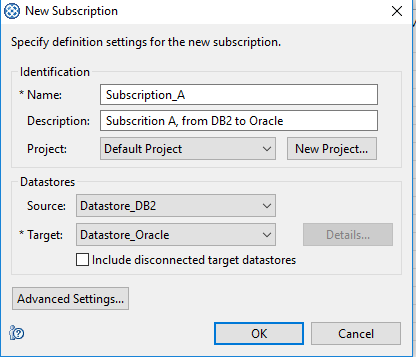 New Subscription
Specify definition settings for the new subscription.
Identification
* Name: Subscription_A
Description: Subscrition A, from DB2 to Oracle
Project: Default Project New Project...
Datastores
Source: Datastore_DB2
* Target: Datastore_Oracle Details...
Include disconnected target datastores
Advanced Settings...
OK Cancel